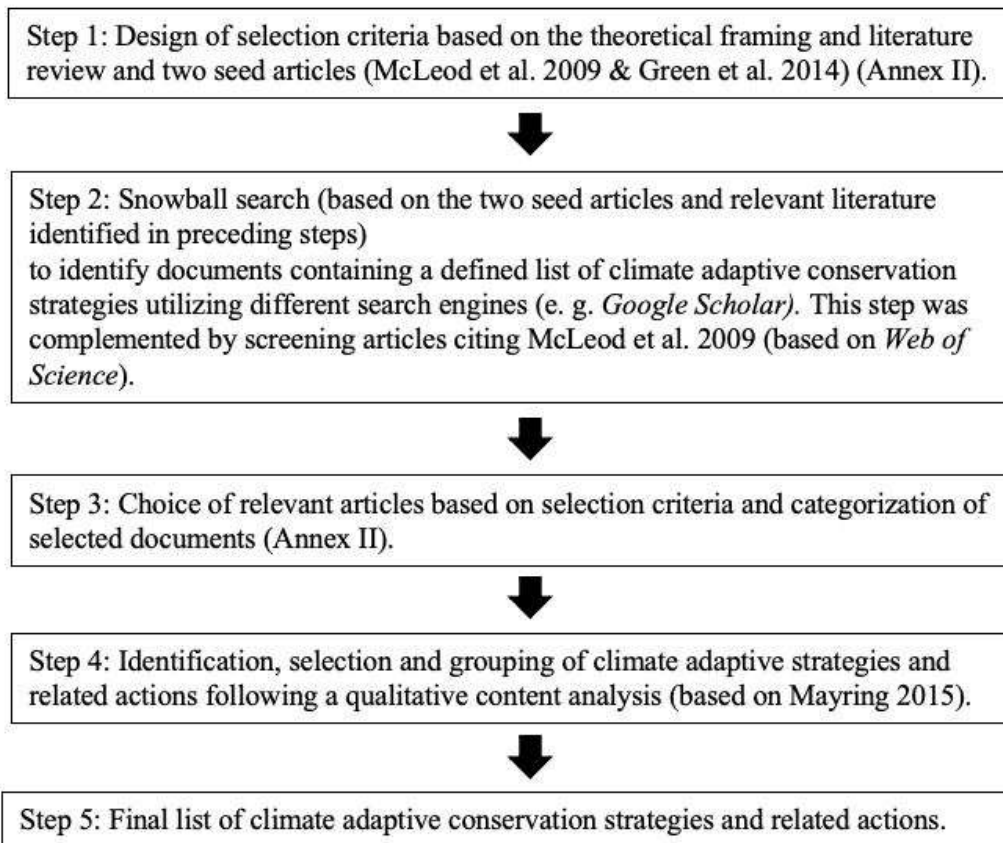 Step 1: Design of selection criteria based on the theoretical framing and literature
review and two seed articles (McLeod et al. 2009 & Green et al. 2014) (Annex II).
Step 2: Snowball search (based on the two seed articles and relevant literature
identified in preceding steps)
to identify documents containing a defined list of climate adaptive conservation
strategies utilizing different search engines (e. g. Google Scholar). This step was
complemented by screening articles citing McLeod et al. 2009 (based on Web of
Science).
Step 3: Choice of relevant articles based on selection criteria and categorization of
selected documents (Annex II).
Step 4: Identification, selection and grouping of climate adaptive strategies and
related actions following a qualitative content analysis (based on Mayring 2015).
Step 5: Final list of climate adaptive conservation strategies and related actions.